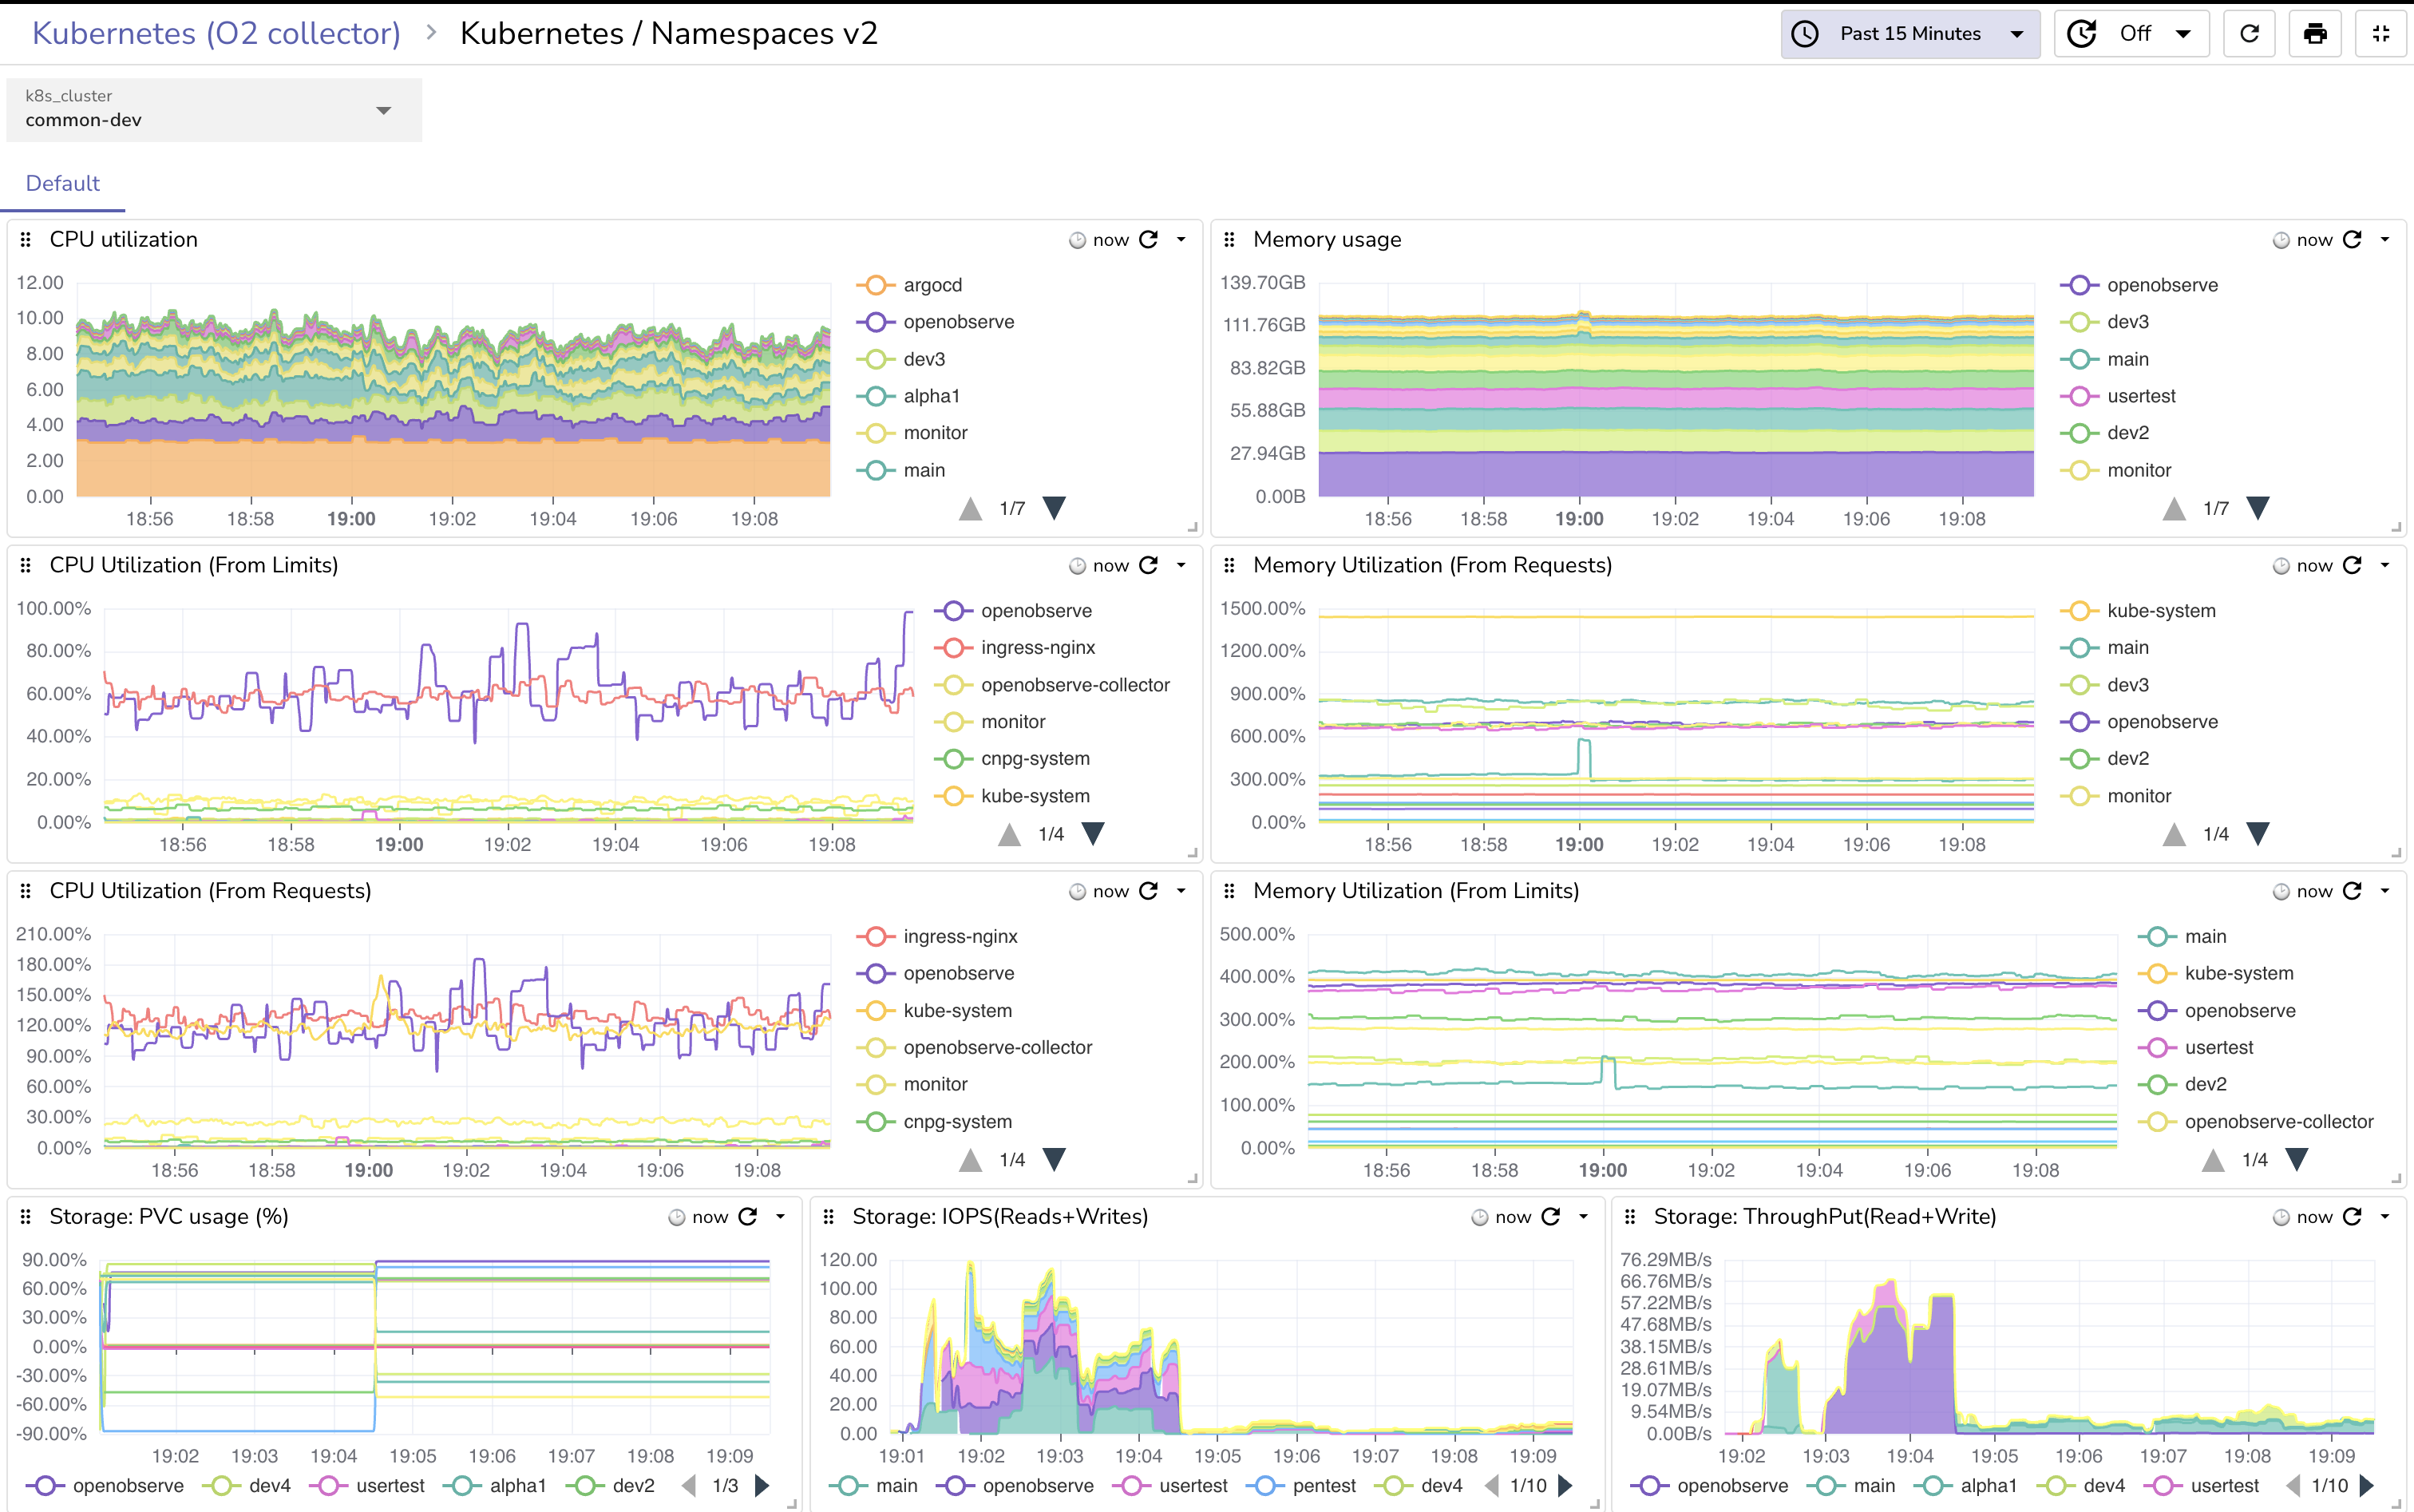 Kubernetes (O2 collector) > Kubernetes / Namespaces v2
Past 15 Minutes
Off
k8s_cluster
common-dev
Default
CPU utilization
now
12.00
10.00
8.00
6.00
4.00
2.00
0.00
18:56 18:58 19:00 19:02 19:04 19:06 19:08
argocd
openobserve
dev3
alpha1
monitor
main
1/7
Memory usage
now
139.70GB
111.76GB
83.82GB
55.88GB
27.94GB
0.00B
18:56 18:58 19:00 19:02 19:04 19:06 19:08
openobserve
dev3
main
usertest
dev2
monitor
1/7
CPU Utilization (From Limits)
now
100.00%
80.00%
60.00%
40.00%
20.00%
0.00%
18:56 18:58 19:00 19:02 19:04 19:06 19:08
openobserve
ingress-nginx
openobserve-collector
monitor
cnpg-system
kube-system
1/4
Memory Utilization (From Requests)
now
1500.00%
1200.00%
900.00%
600.00%
300.00%
0.00%
18:56 18:58 19:00 19:02 19:04 19:06 19:08
kube-system
main
dev3
openobserve
dev2
monitor
1/4
CPU Utilization (From Requests)
now
210.00%
180.00%
150.00%
120.00%
90.00%
60.00%
30.00%
0.00%
18:56 18:58 19:00 19:02 19:04 19:06 19:08
ingress-nginx
openobserve
kube-system
openobserve-collector
monitor
cnpg-system
1/4
Memory Utilization (From Limits)
now
500.00%
400.00%
300.00%
200.00%
100.00%
0.00%
18:56 18:58 19:00 19:02 19:04 19:06 19:08
main
kube-system
openobserve
usertest
dev2
openobserve-collector
1/4
Storage: PVC usage (%)
now
90.00%
60.00%
30.00%
0.00%
-30.00%
-60.00%
-90.00%
19:02 19:03 19:04 19:05 19:06 19:07 19:08 19:09
openobserve dev4 usertest alpha1 dev2 1/3
Storage: IOPS(Reads+Writes)
now
120.00
100.00
80.00
60.00
40.00
20.00
0.00
19:01 19:02 19:03 19:04 19:05 19:06 19:07 19:08 19:09
main openobserve usertest pentest dev4 1/10
Storage: ThroughPut(Read+Write)
now
76.29MB/s
66.76MB/s
57.22MB/s
47.68MB/s
38.15MB/s
28.61MB/s
19.07MB/s
9.54MB/s
0.00B/s
19:02 19:03 19:04 19:05 19:06 19:07 19:08 19:09
openobserve main alpha1 dev4 usertest 1/10